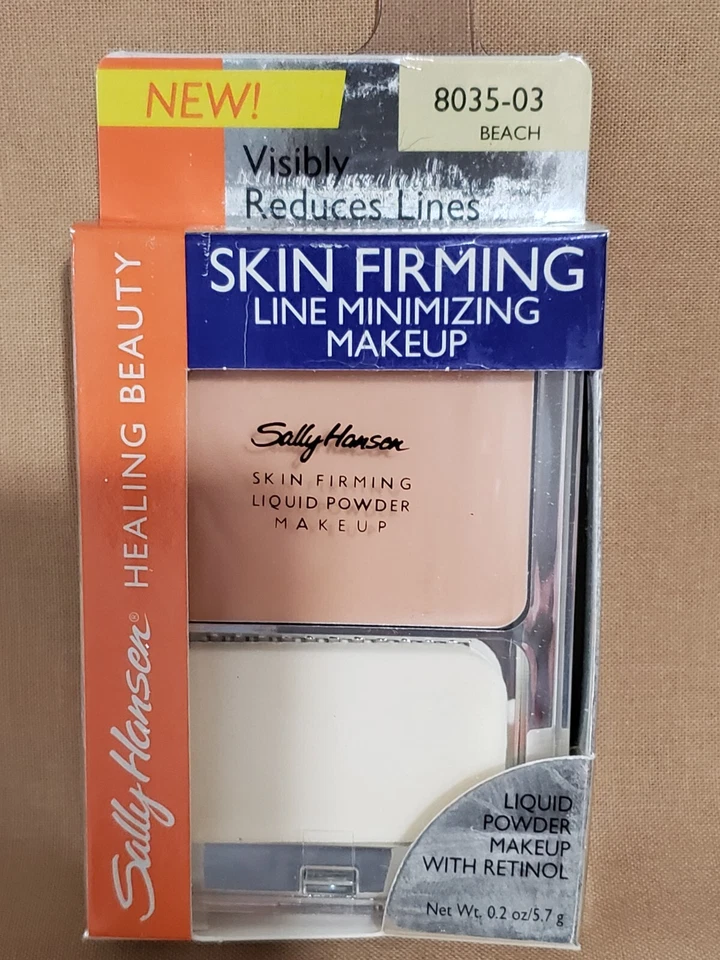 NEW!
8035-03
BEACH
Visibly
Reduces Lines
SKIN FIRMING
LINE MINIMIZING
MAKEUP
Sally Hansen® HEALING BEAUTY
Sally Hansen
SKIN FIRMING
LIQUID POWDER
MAKEUP
LIQUID
POWDER
MAKEUP
WITH RETINOL
Net Wt. 0.2 oz/5.7 g